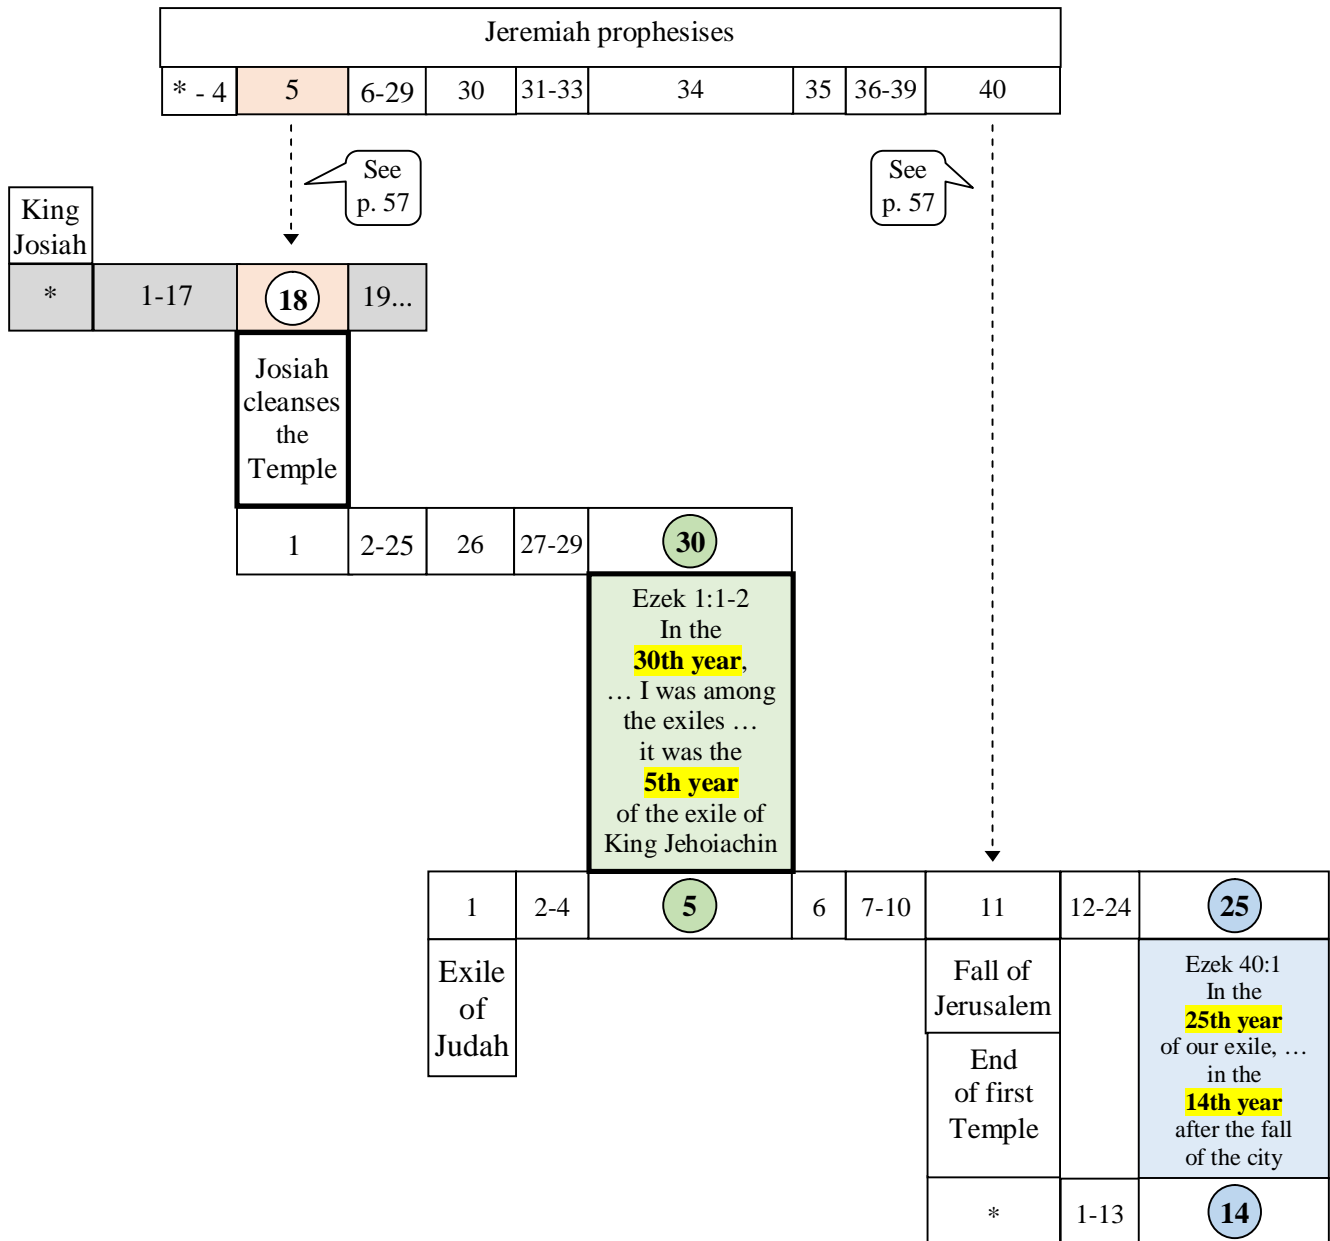 Jeremiah prophesises
* - 4 5 6-29 30 31-33 34 35 36-39 40
See
p. 57
See
p. 57
King
Josiah
* 1-17 18 19...
Josiah
cleanses
the
Temple
1 2-25 26 27-29 30
Ezek 1:1-2
In the
30th year,
… I was among
the exiles …
it was the
5th year
of the exile of
King Jehoiachin
1 2-4 5 6 7-10 11 12-24 25
Exile
of
Judah
Fall of
Jerusalem
End
of first
Temple
Ezek 40:1
In the
25th year
of our exile, …
in the
14th year
after the fall
of the city
* 1-13 14